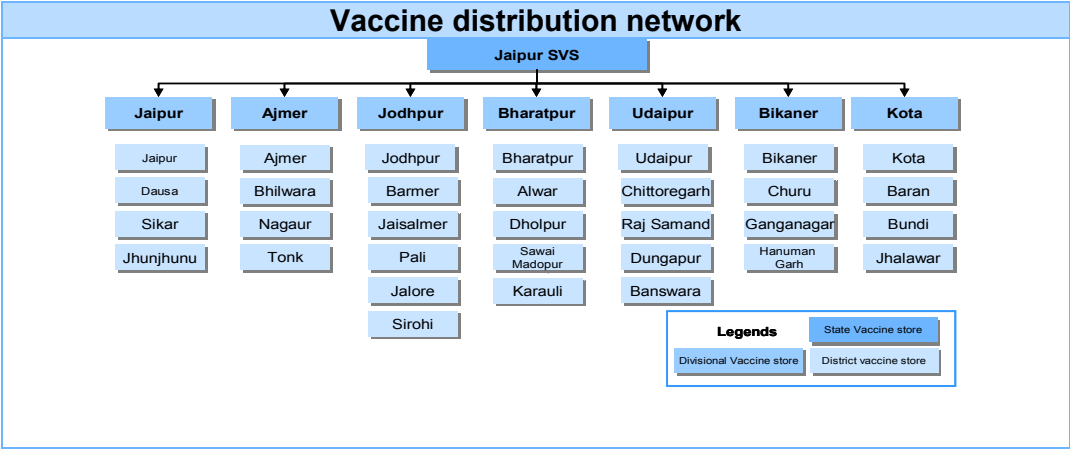 Vaccine distribution network
Jaipur SVS
Jaipur
Ajmer
Jodhpur
Bharatpur
Udaipur
Bikaner
Kota
Jaipur
Dausa
Sikar
Jhunjhunu
Ajmer
Bhilwara
Nagaur
Tonk
Jodhpur
Barmer
Jaisalmer
Pali
Jalore
Sirohi
Bharatpur
Alwar
Dholpur
Sawai
Madopur
Karauli
Udaipur
Chittoregarh
Raj Samand
Dungapur
Banswara
Bikaner
Churu
Ganganagar
Hanuman
Garh
Kota
Baran
Bundi
Jhalawar
Legends
State Vaccine store
Divisional Vaccine store
District vaccine store